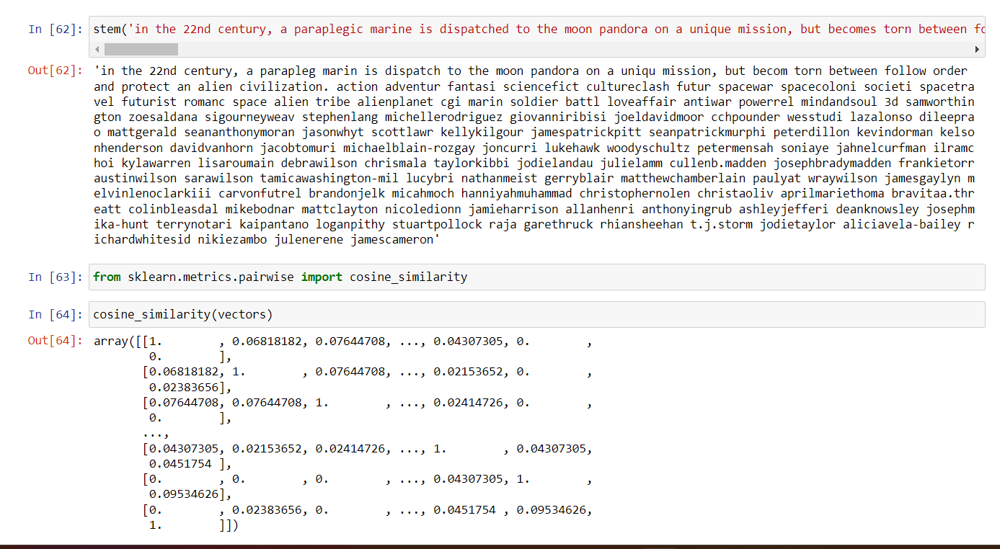 In [62]: stem('in the 22nd century, a paraplegic marine is dispatched to the moon pandora on a unique mission, but becomes torn between fo
Out[62]: 'in the 22nd century, a parapleg marin is dispatch to the moon pandora on a uniqu mission, but becom torn between follow order
and protect an alien civilization. action adventur fantasi sciencefict cultureclash futur spacewar spacecoloni societi spacetra
vel futurist romanc space alien tribe alienplanet cgi marin soldier battl loveaffair antiwar powerrel mindandsoul 3d samworthin
gton zoesaldana sigourneyweav stephenlang michellerodriguez giovanniribisi joeldavidmoor cchpounder wesstudi lazalonso dileepra
o mattgerald seananthonymoran jasonwhyt scottlawr kellykilgour jamespatrickpitt seanpatrickmurphi peterdillon kevindorman kelso
nhenderson davidvanhorn jacobtomuri michaelblain-rozgay joncurri lukehawk woodyschultz petermensah soniaye jahnelcurfman ilramc
hoi kylawarren lisaroumain debrawilson chrismala taylorkibbi jodielandau julielamm cullenb.madden josephbradymadden frankietorr
austinwilson sarawilson tamicawashington-mil lucybri nathanmeist gerryblair matthewchamberlain paulyat wraywilson jamesgaylyn m
elvinlenoclarkiii carvonfutrel brandonjelk micahmoch hanniyahmuhammad christophernolen christaoliv aprilmariethoma bravitaa.thr
eatt colinbleasdal mikebodnar mattclayton nicoledionn jamieharrison allanhenri anthonyingrub ashleyjefferi deanknowsley josephm
ika-hunt terrynotari kaipantano loganpithy stuartpollock raja garethruck rhiansheehan t.j.storm jodietaylor aliciavela-bailey r
ichardwhitesid nikiezambo julenerene jamescameron'
In [63]: from sklearn.metrics.pairwise import cosine_similarity
In [64]: cosine_similarity(vectors)
Out[64]: array([[1.        , 0.06818182, 0.07644708, ..., 0.04307305, 0.        ,
0.        ],
[0.06818182, 1.        , 0.07644708, ..., 0.02153652, 0.        ,
0.02383656],
[0.07644708, 0.07644708, 1.        , ..., 0.02414726, 0.        ,
0.        ],
...,
[0.04307305, 0.02153652, 0.02414726, ..., 1.        , 0.04307305,
0.0451754 ],
[0.        , 0.        , 0.        , ..., 0.04307305, 1.        ,
0.09534626],
[0.        , 0.02383656, 0.        , ..., 0.0451754 , 0.09534626,
1.        ]])